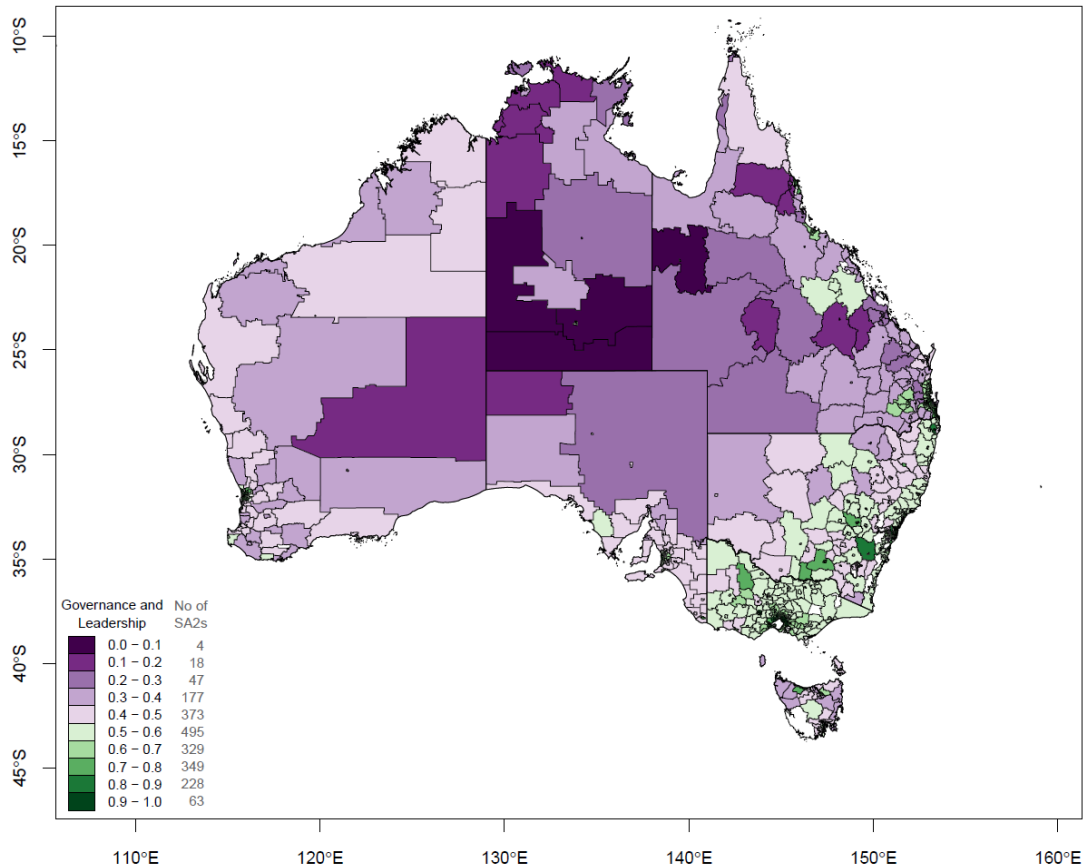 10°S
15°S
20°S
25°S
30°S
35°S
40°S
45°S
Governance and No of
Leadership SA2s
0.0 − 0.1 4
0.1 − 0.2 18
0.2 − 0.3 47
0.3 − 0.4 177
0.4 − 0.5 373
0.5 − 0.6 495
0.6 − 0.7 329
0.7 − 0.8 349
0.8 − 0.9 228
0.9 − 1.0 63
110°E 120°E 130°E 140°E 150°E 160°E